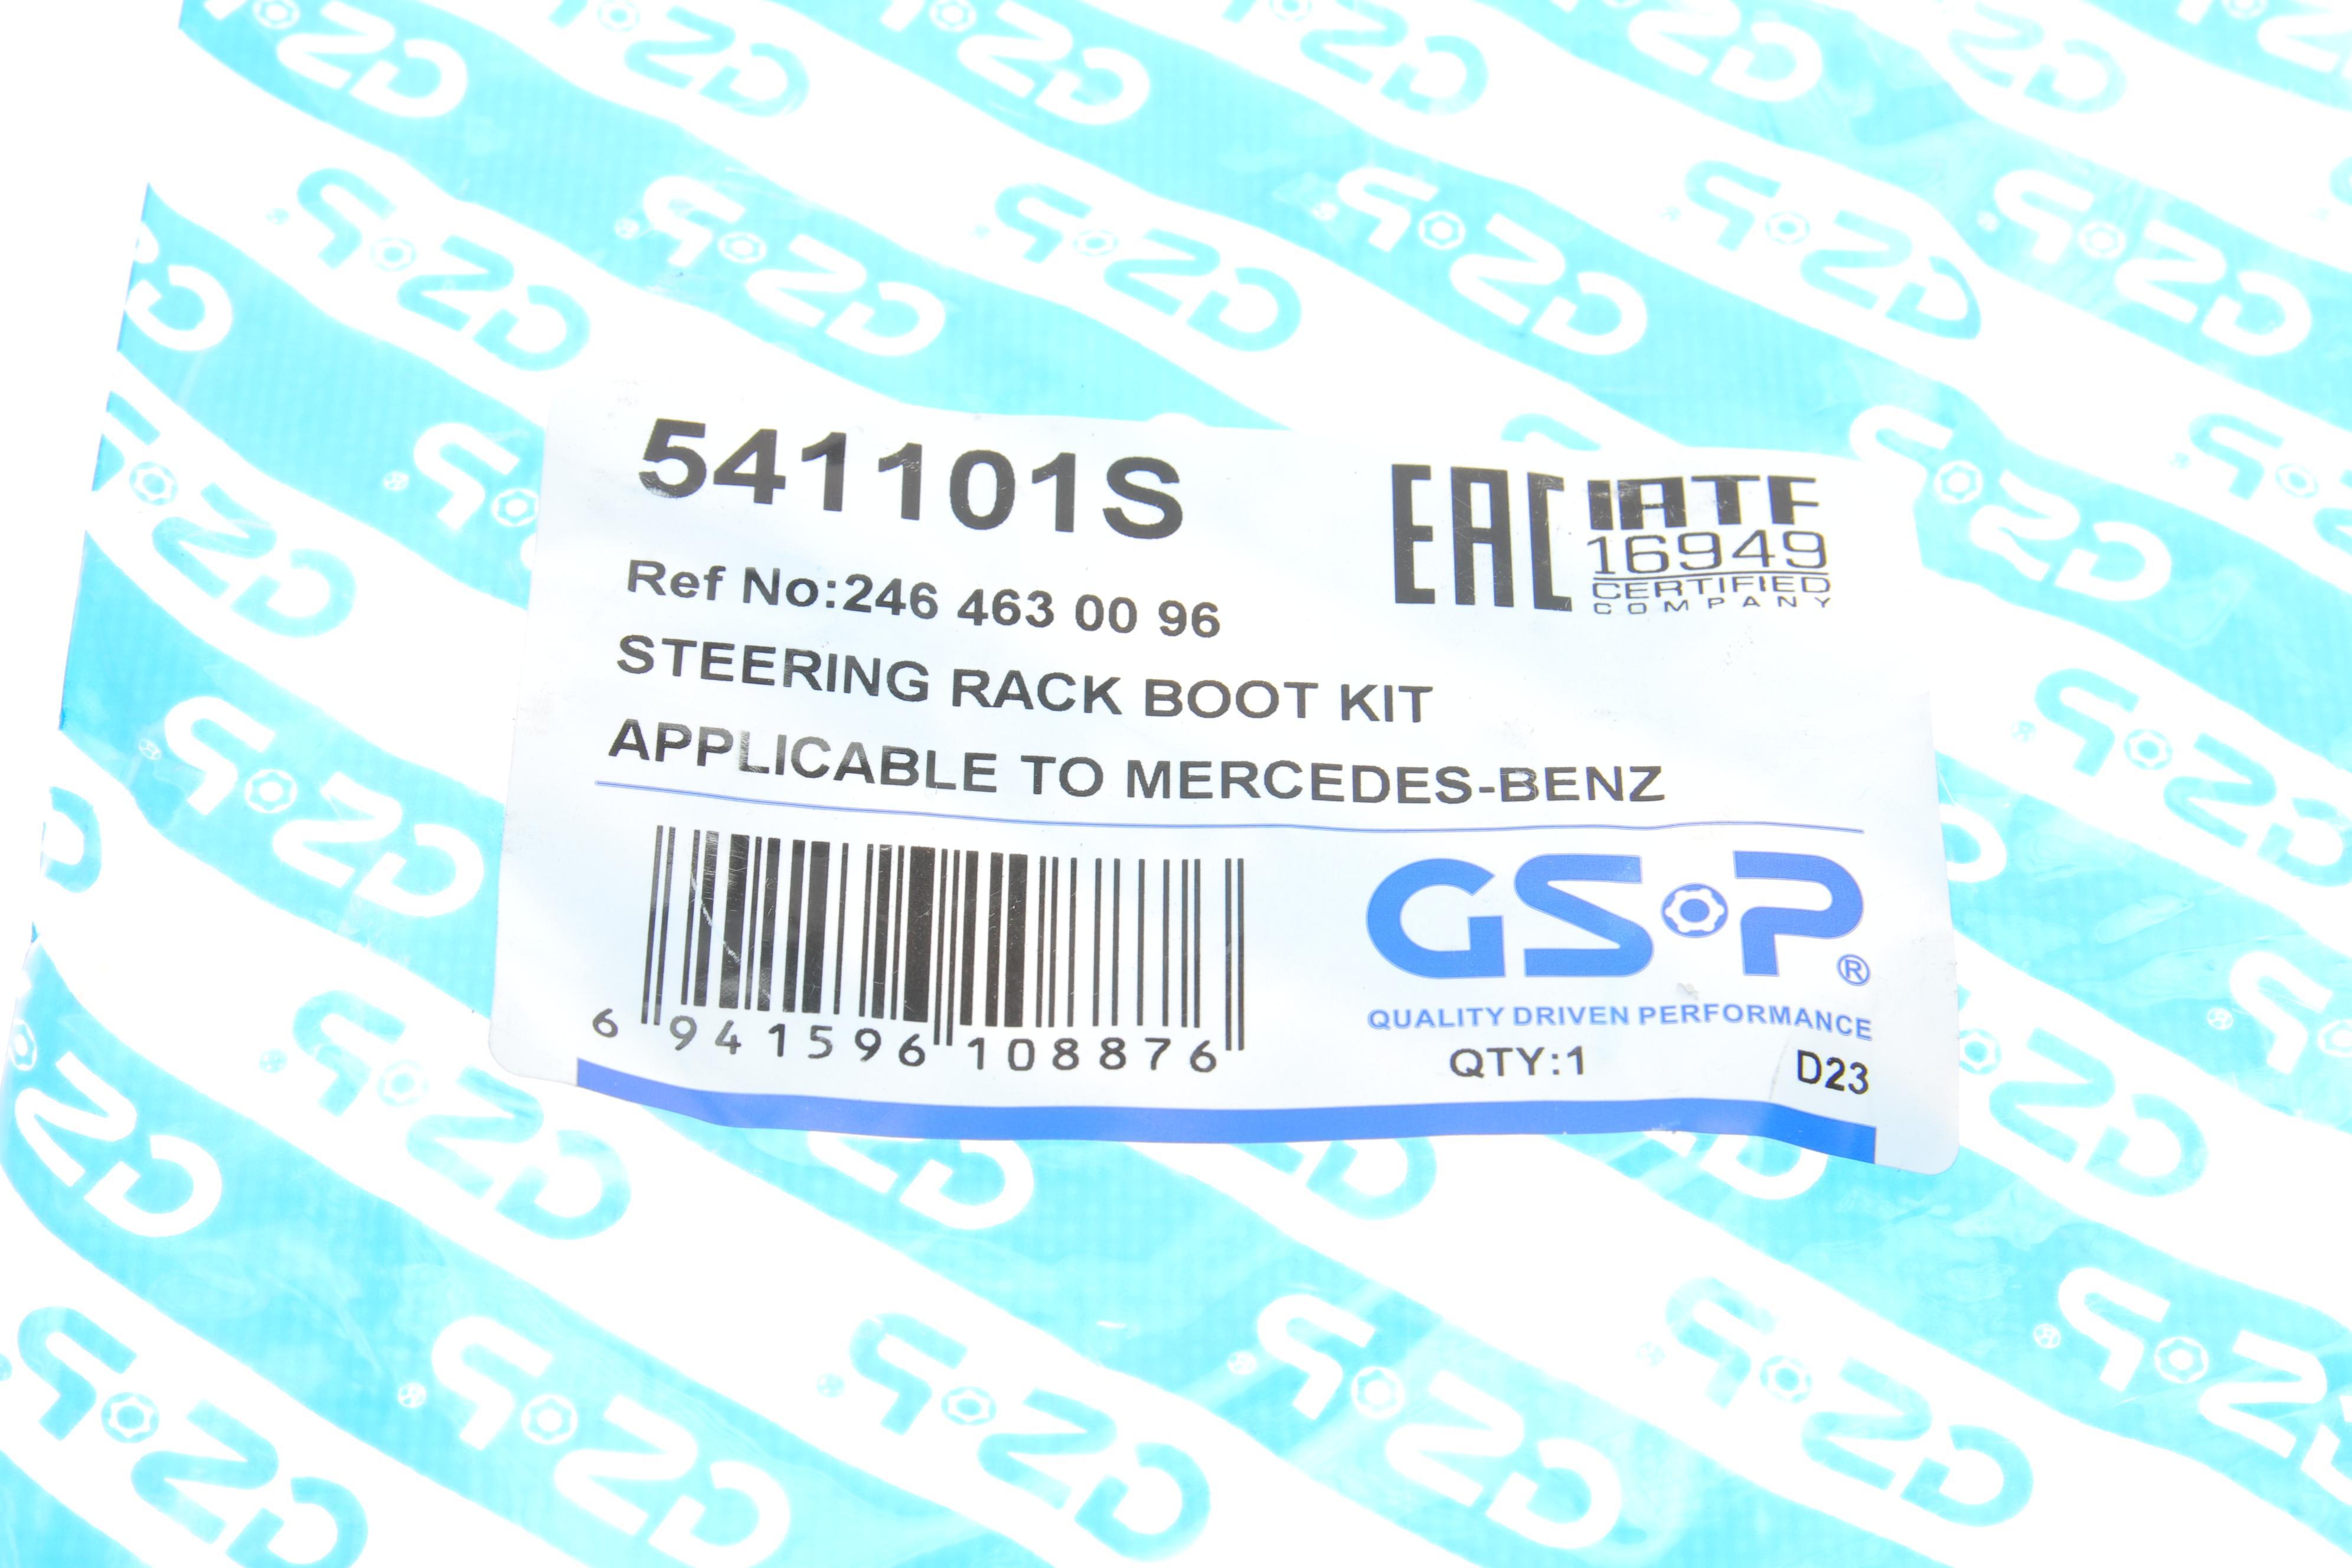 541101S
EAC
IATF
16949
CERTIFIED
COMPANY
Ref No:246 463 00 96
STEERING RACK BOOT KIT
APPLICABLE TO MERCEDES-BENZ
6 941596 108876
GSP®
QUALITY DRIVEN PERFORMANCE
QTY:1
D23